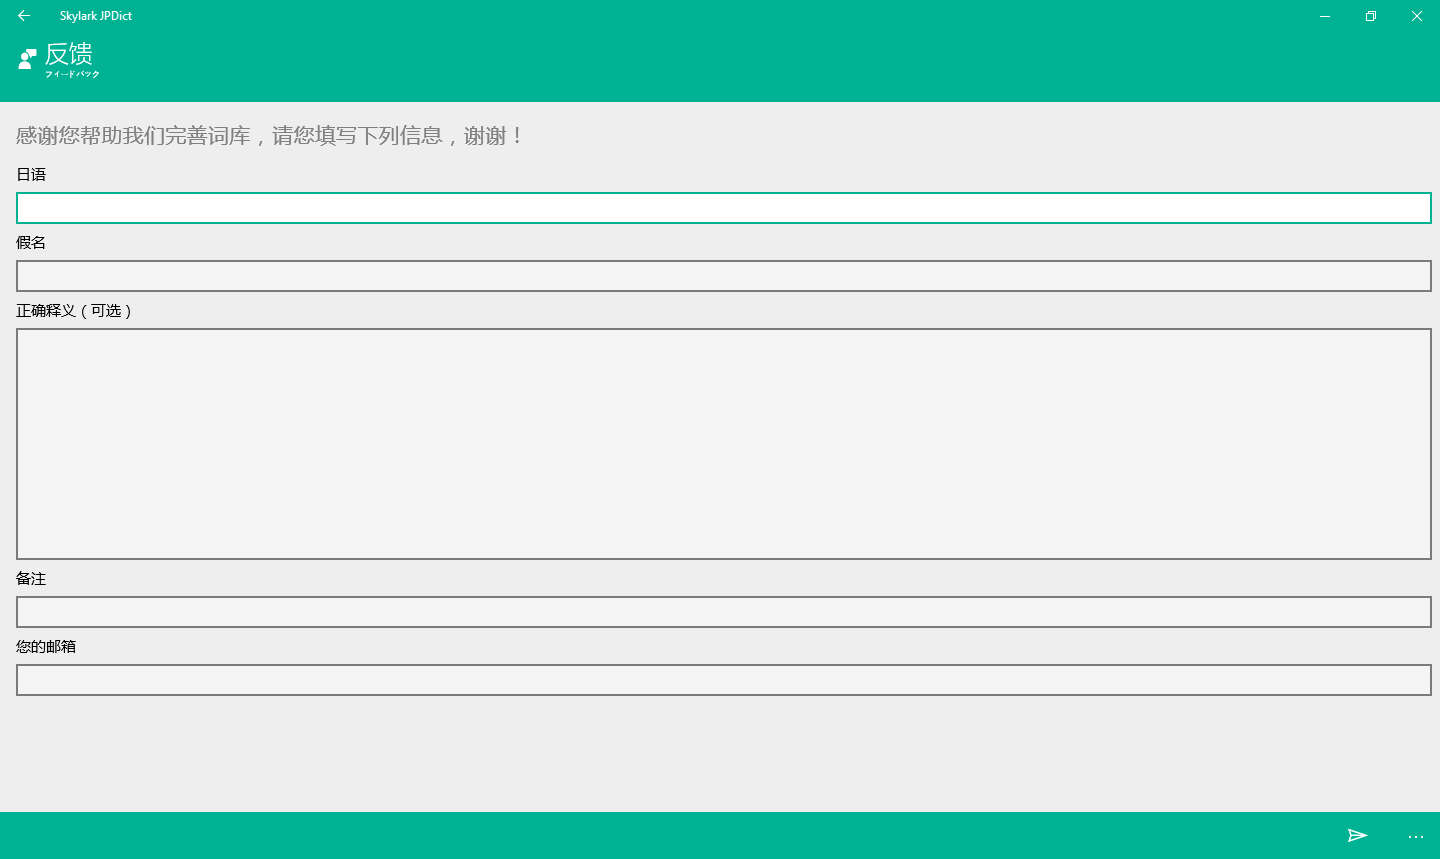 Skylark JPDict
反馈
フィードバック
感谢您帮助我们完善词库，请您填写下列信息，谢谢！
日语
假名
正确释义（可选）
备注
您的邮箱